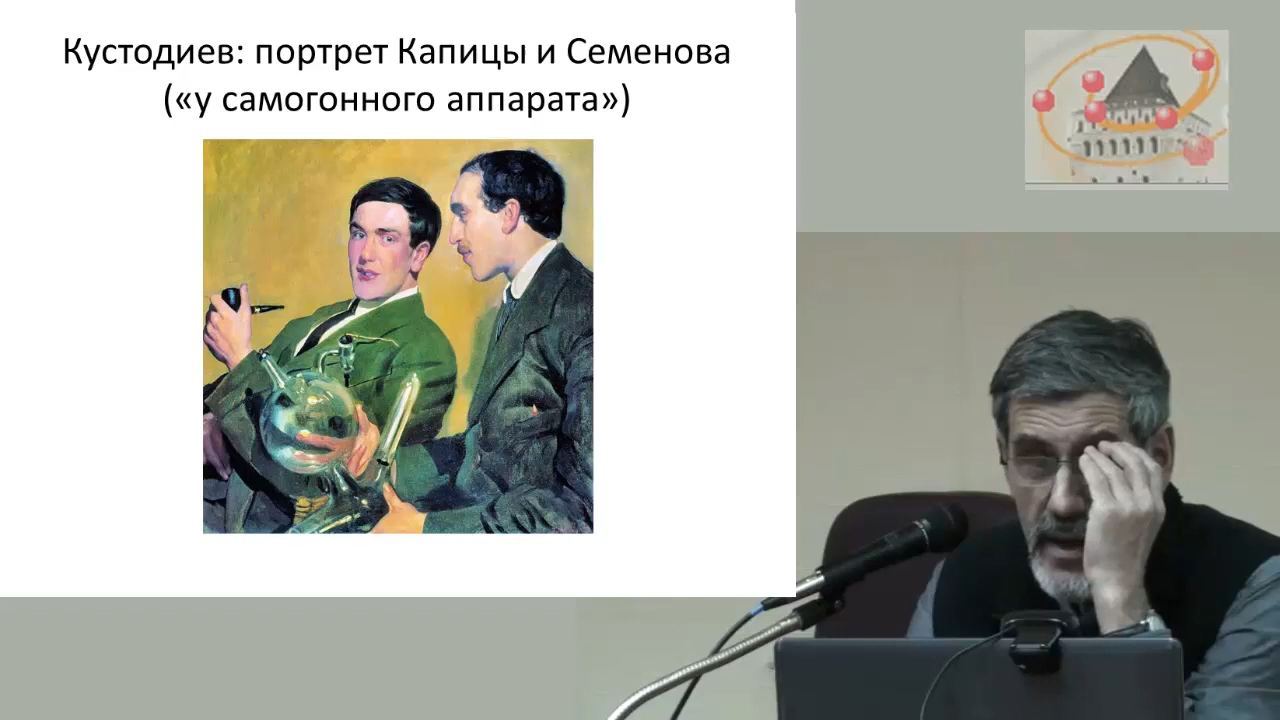 Кустодиев: портрет Капицы и Семенова
(«у самогонного аппарата»)